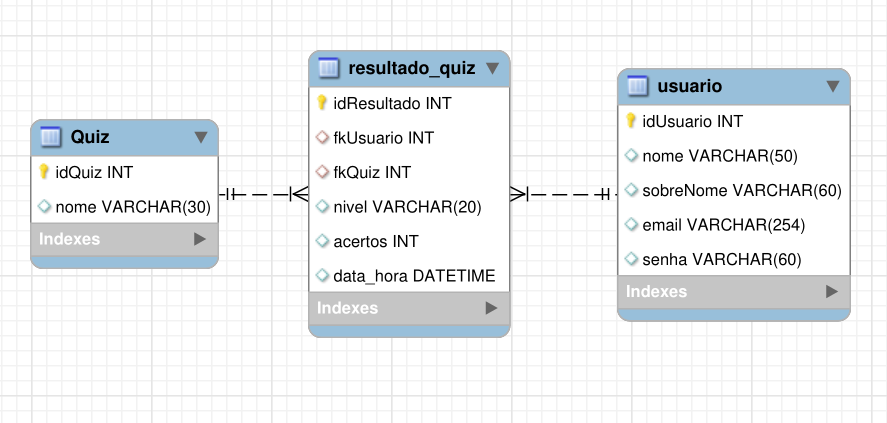 Quiz
idQuiz INT
nome VARCHAR(30)
Indexes
resultado_quiz
idResultado INT
fkUsuario INT
fkQuiz INT
nivel VARCHAR(20)
acertos INT
data_hora DATETIME
Indexes
usuario
idUsuario INT
nome VARCHAR(50)
sobreNome VARCHAR(60)
email VARCHAR(254)
senha VARCHAR(60)
Indexes